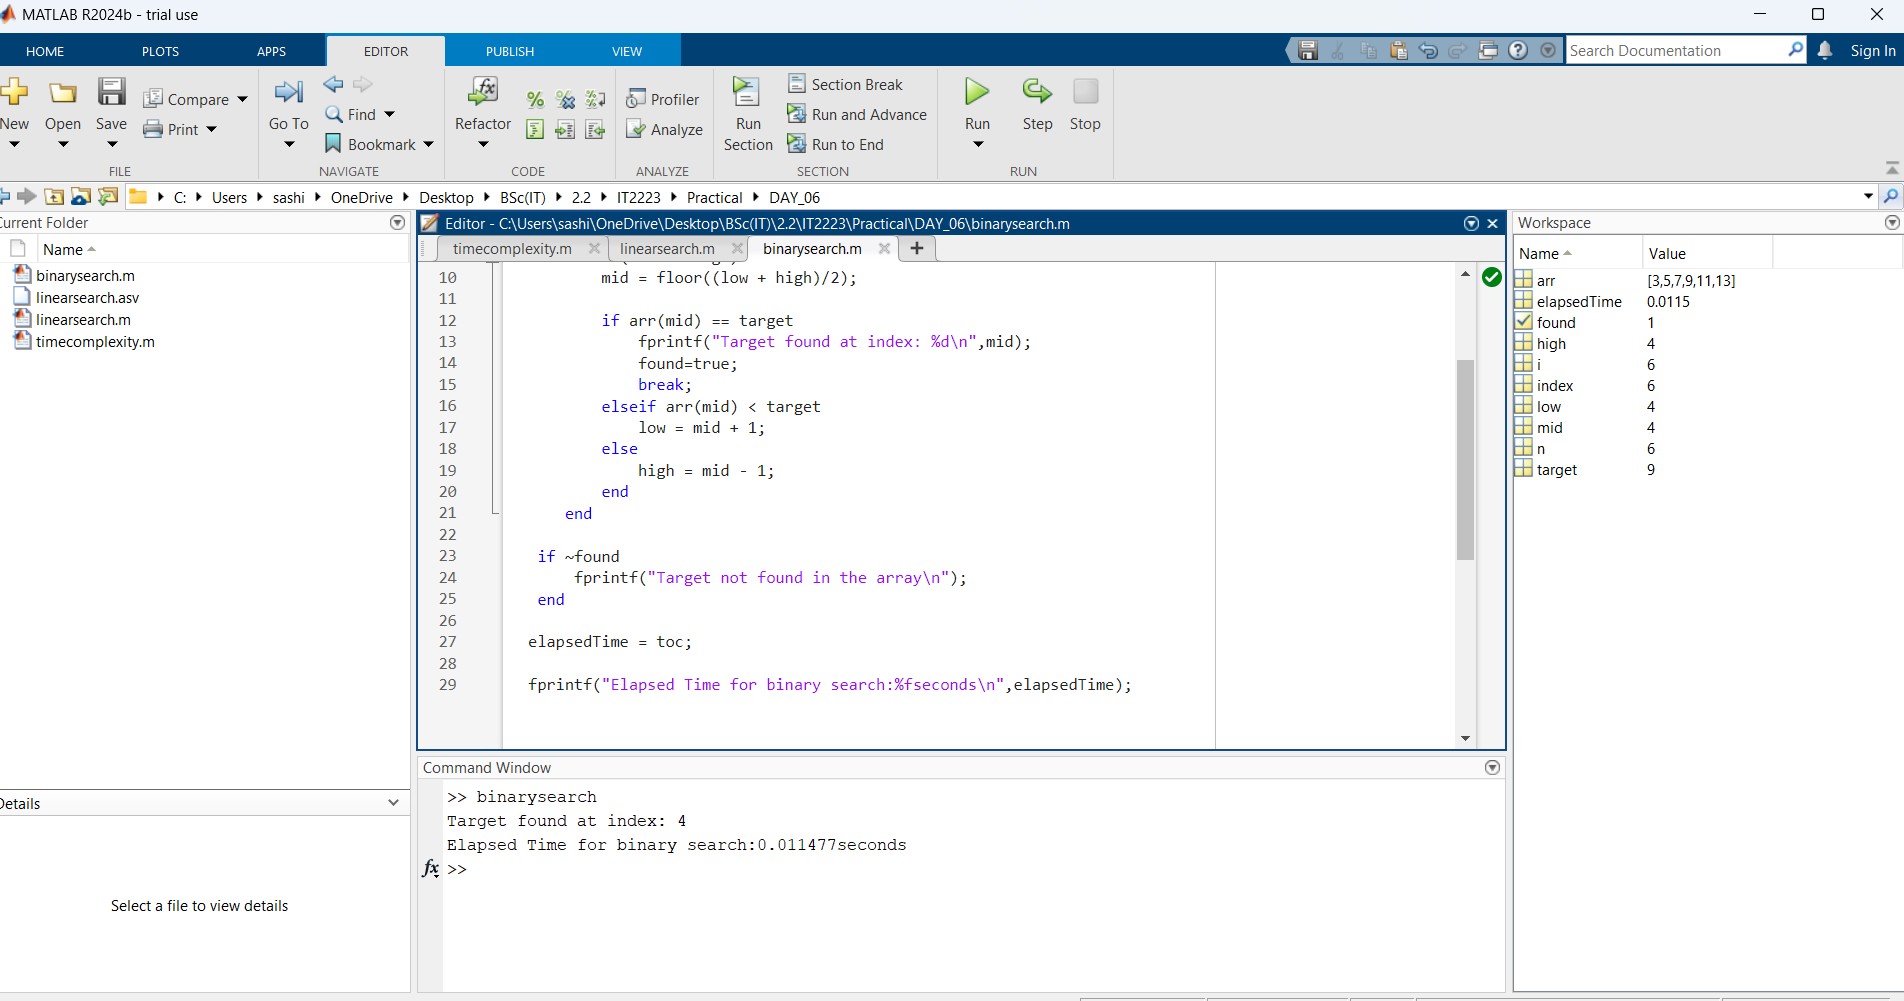 MATLAB R2024b - trial use
HOME PLOTS APPS EDITOR PUBLISH VIEW
Search Documentation
Sign In
New
Open
Save
Compare
Print
FILE
Go To
Find
Bookmark
NAVIGATE
Refactor
CODE
Profiler
Analyze
ANALYZE
Run
Section
Section Break
Run and Advance
Run to End
SECTION
Run
Step
Stop
RUN
C: Users sashi OneDrive Desktop BSc(IT) 2.2 IT2223 Practical DAY_06
Current Folder
Name
binarysearch.m
linearsearch.asv
linearsearch.m
timecomplexity.m
Details
Select a file to view details
Editor - C:\Users\sashi\OneDrive\Desktop\BSc(IT)\2.2\IT2223\Practical\DAY_06\binarysearch.m
timecomplexity.m linearsearch.m binarysearch.m
10 mid = floor((low + high)/2);
11
12 if arr(mid) == target
13 fprintf("Target found at index: %d\n",mid);
14 found=true;
15 break;
16 elseif arr(mid) < target
17 low = mid + 1;
18 else
19 high = mid - 1;
20 end
21 end
22
23 if ~found
24 fprintf("Target not found in the array\n");
25 end
26
27 elapsedTime = toc;
28
29 fprintf("Elapsed Time for binary search:%fseconds\n",elapsedTime);
Command Window
>> binarysearch
Target found at index: 4
Elapsed Time for binary search:0.011477seconds
fx >>
Workspace
Name Value
arr [3,5,7,9,11,13]
elapsedTime 0.0115
found 1
high 4
i 6
index 6
low 4
mid 4
n 6
target 9